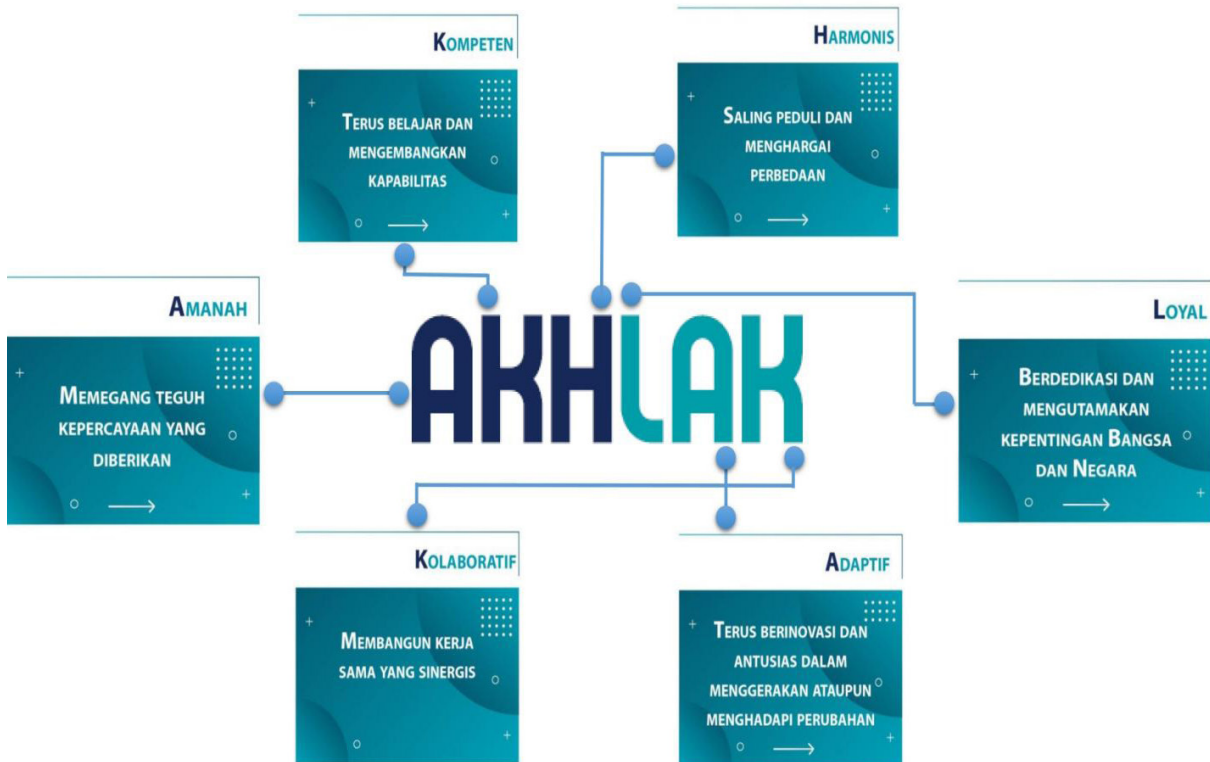 KOMPETEN
TERUS BELAJAR DAN
MENGEMBANGKAN
KAPABILITAS
HARMONIS
SALING PEDULI DAN
MENGHARGAI
PERBEDAAN
AMANAH
MEMEGANG TEGUH
KEPERCAYAAN YANG
DIBERIKAN
AKHLAK
LOYAL
BERDEDIKASI DAN
MENGUTAMAKAN
KEPENTINGAN BANGSA
DAN NEGARA
KOLABORATIF
MEMBANGUN KERJA
SAMA YANG SINERGIS
ADAPTIF
TERUS BERINOVASI DAN
ANTUSIAS DALAM
MENGGERAKAN ATAUPUN
MENGHADAPI PERUBAHAN